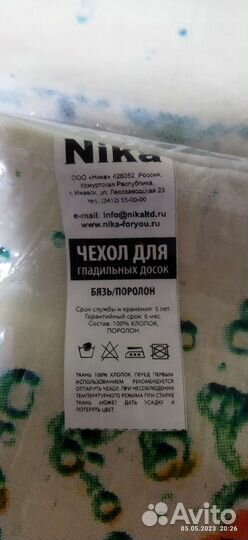 Nika
ООО «Ника» 426052, Россия,
Удмуртская Республика,
г. Ижевск, ул. Лесозаводская 23
тел.: (3412) 55-00-00
e-mail: info@nikaltd.ru
www.nika-foryou.ru
ЧЕХОЛ ДЛЯ
ГЛАДИЛЬНЫХ ДОСОК
БЯЗЬ/ПОРОЛОН
Срок службы и хранения: 5 лет
Гарантийный срок: 6 мес.
Состав: 100% ХЛОПОК,
ПОРОЛОН.
ТКАНЬ 100% ХЛОПОК. ПЕРЕД ПЕРВЫМ
ИСПОЛЬЗОВАНИЕМ РЕКОМЕНДУЕТСЯ
ОТПАРИТЬ ЧЕХОЛ. ПРИ НЕСОБЛЮДЕНИИ
ТЕМПЕРАТУРНОГО РЕЖИМА ПРИ СТИРКЕ
ТКАНЬ МОЖЕТ ДАТЬ УСАДКУ И
ПОТЕРЯТЬ ЦВЕТ.
05.05.2023 20:26
Avito